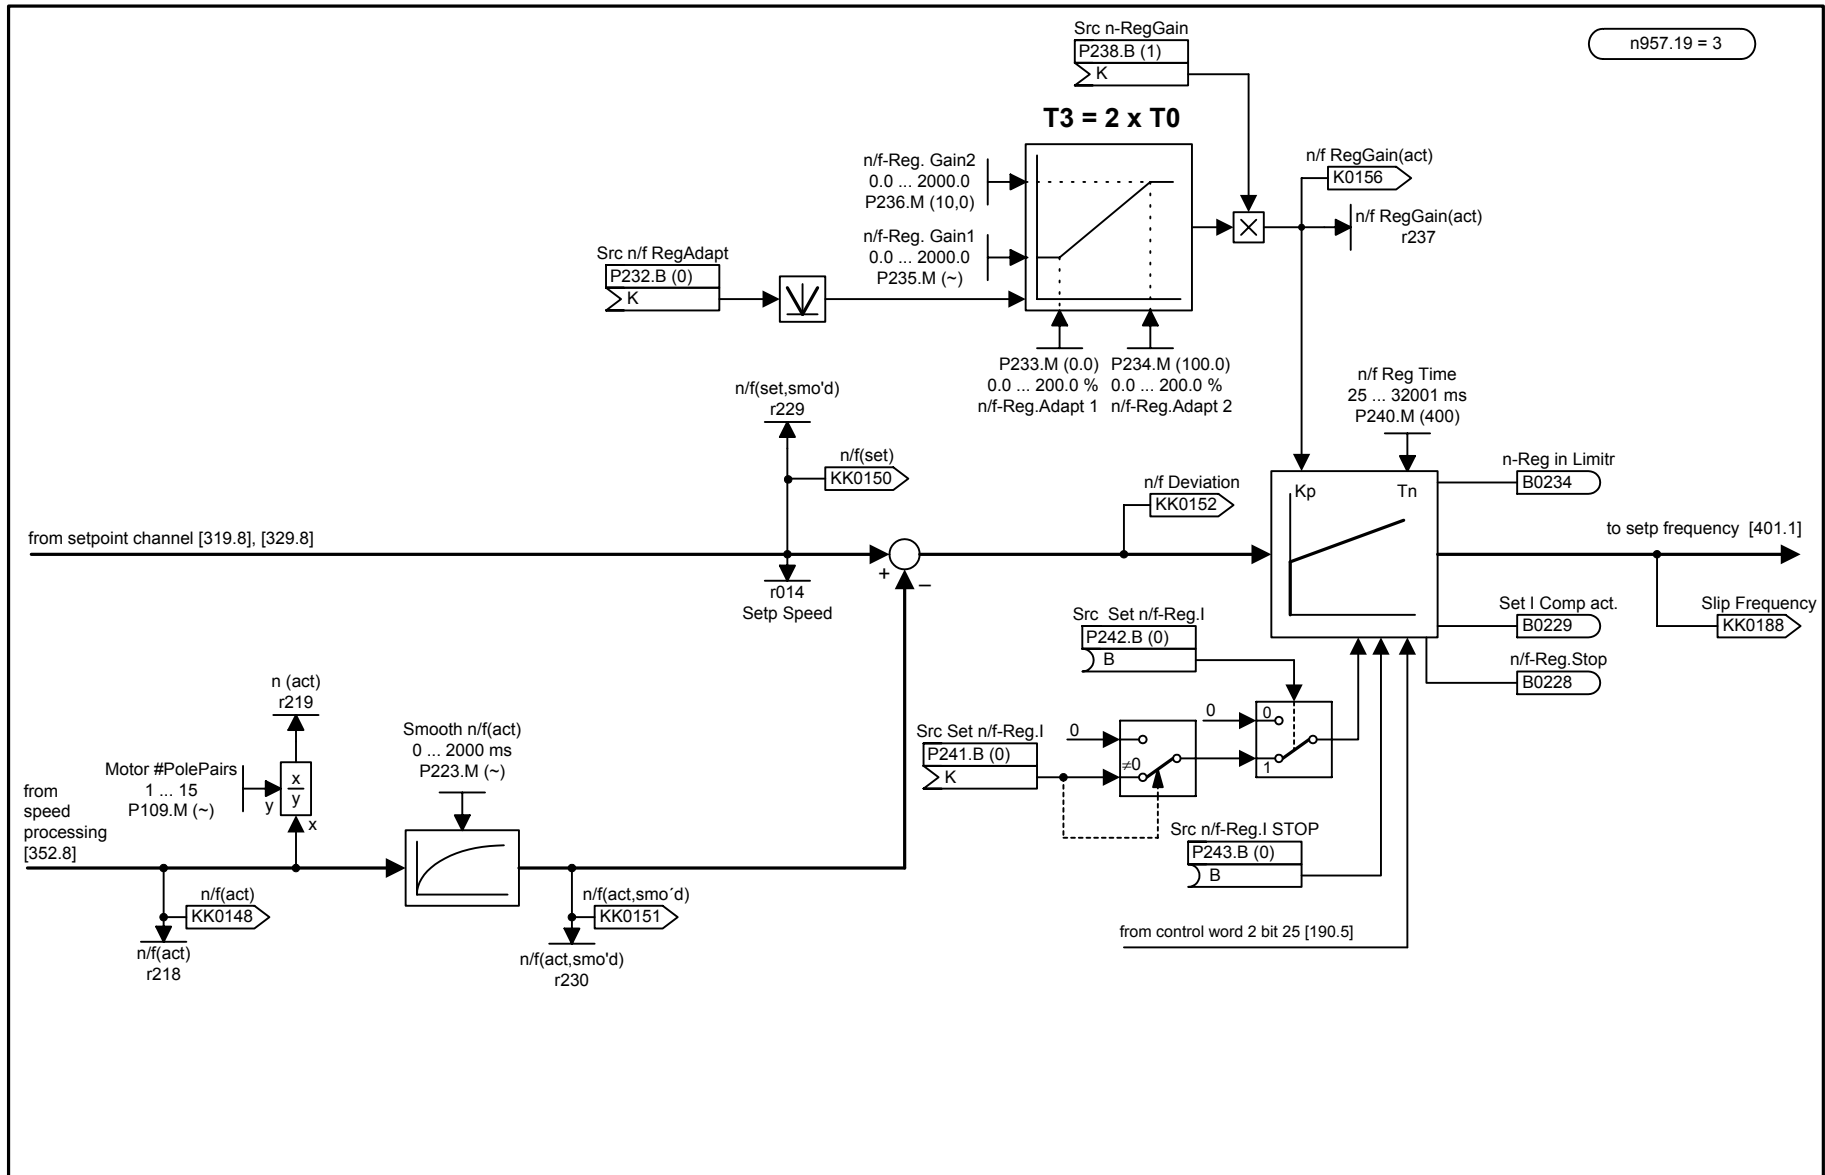 n957.19 = 3
Src n-RegGain
P238.B (1)
K
T3 = 2 x T0
n/f-Reg. Gain2
0.0 ... 2000.0
P236.M (10,0)
n/f-Reg. Gain1
0.0 ... 2000.0
P235.M (~)
n/f RegGain(act)
K0156
n/f RegGain(act)
r237
Src n/f RegAdapt
P232.B (0)
K
P233.M (0.0)
0.0 ... 200.0 %
n/f-Reg.Adapt 1
P234.M (100.0)
0.0 ... 200.0 %
n/f-Reg.Adapt 2
n/f Reg Time
25 ... 32001 ms
P240.M (400)
n/f(set,smo'd)
r229
n/f(set)
KK0150
n/f Deviation
KK0152
Kp
Tn
n-Reg in Limitr
B0234
from setpoint channel [319.8], [329.8]
to setp frequency [401.1]
+
−
r014
Setp Speed
Set I Comp act.
B0229
Slip Frequency
KK0188
n/f-Reg.Stop
B0228
Src Set n/f-Reg.I
P242.B (0)
B
0
0
1
Src Set n/f-Reg.I
P241.B (0)
K
0
≠0
Src n/f-Reg.I STOP
P243.B (0)
B
from control word 2 bit 25 [190.5]
n (act)
r219
Motor #PolePairs
1 ... 15
P109.M (~)
y
x
y
x
Smooth n/f(act)
0 ... 2000 ms
P223.M (~)
from
speed
processing
[352.8]
n/f(act)
KK0148
n/f(act)
r218
n/f(act,smo´d)
KK0151
n/f(act,smo'd)
r230